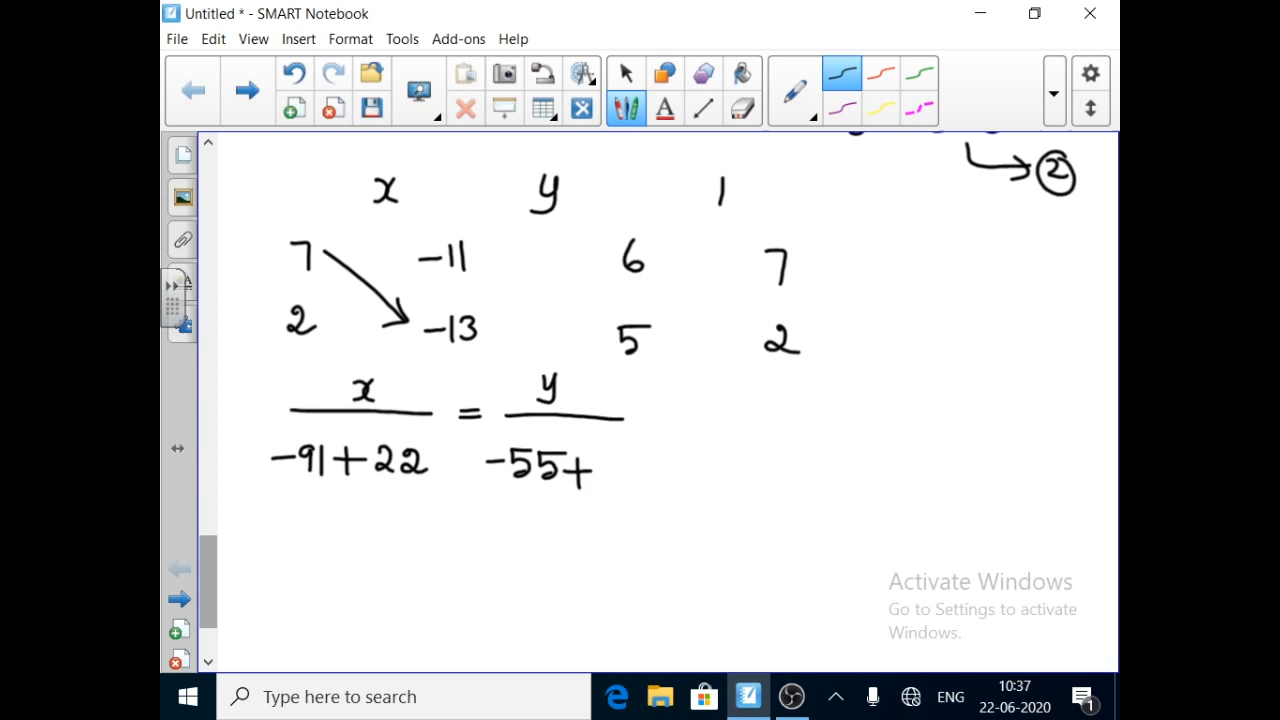 Untitled * - SMART Notebook
File Edit View Insert Format Tools Add-ons Help
2
x y 1
7 -11 6 7
2 -13 5 2
x = y
-91+22 -55+
Activate Windows
Go to Settings to activate
Windows.
Type here to search
ENG
10:37
22-06-2020
1